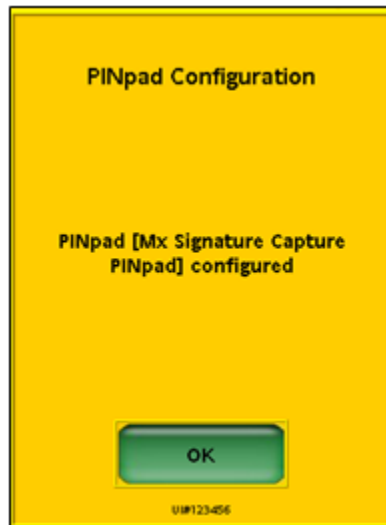 PINpad Configuration
PINpad [Mx Signature Capture
PINpad] configured
OK
UI#123456